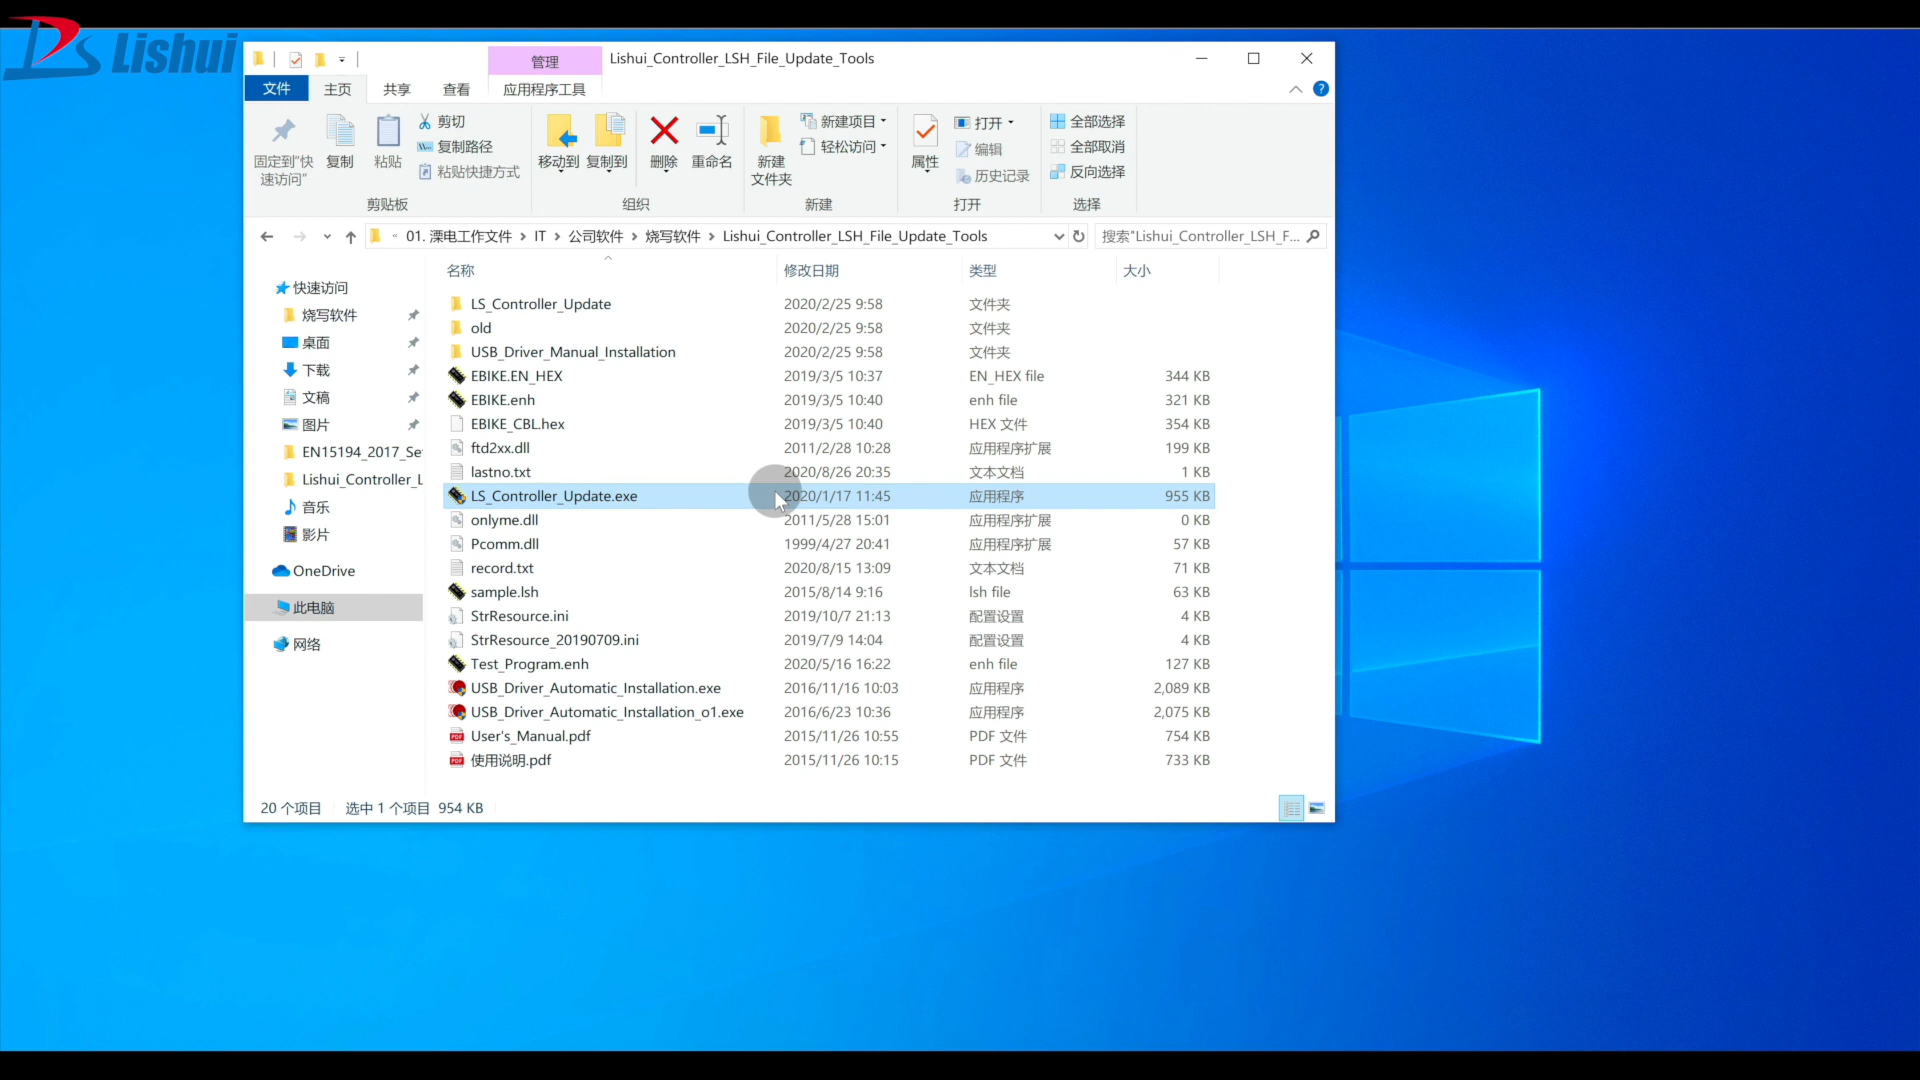 Lishui
管理
Lishui_Controller_LSH_File_Update_Tools
文件
主页
共享
查看
应用程序工具
固定到"快
速访问"
复制
粘贴
剪切
复制路径
粘贴快捷方式
剪贴板
移动到
复制到
删除
重命名
组织
新建
文件夹
新建项目
轻松访问
新建
属性
打开
编辑
历史记录
打开
全部选择
全部取消
反向选择
选择
« 01. 溧电工作文件 > IT > 公司软件 > 烧写软件 > Lishui_Controller_LSH_File_Update_Tools
搜索"Lishui_Controller_LSH_F...
快速访问
烧写软件
桌面
下载
文稿
图片
EN15194_2017_Se
Lishui_Controller_L
音乐
影片
OneDrive
此电脑
网络
名称 修改日期 类型 大小
LS_Controller_Update 2020/2/25 9:58 文件夹
old 2020/2/25 9:58 文件夹
USB_Driver_Manual_Installation 2020/2/25 9:58 文件夹
EBIKE.EN_HEX 2019/3/5 10:37 EN_HEX file 344 KB
EBIKE.enh 2019/3/5 10:40 enh file 321 KB
EBIKE_CBL.hex 2019/3/5 10:40 HEX 文件 354 KB
ftd2xx.dll 2011/2/28 10:28 应用程序扩展 199 KB
lastno.txt 2020/8/26 20:35 文本文档 1 KB
LS_Controller_Update.exe 2020/1/17 11:45 应用程序 955 KB
onlyme.dll 2011/5/28 15:01 应用程序扩展 0 KB
Pcomm.dll 1999/4/27 20:41 应用程序扩展 57 KB
record.txt 2020/8/15 13:09 文本文档 71 KB
sample.lsh 2015/8/14 9:16 lsh file 63 KB
StrResource.ini 2019/10/7 21:13 配置设置 4 KB
StrResource_20190709.ini 2019/7/9 14:04 配置设置 4 KB
Test_Program.enh 2020/5/16 16:22 enh file 127 KB
USB_Driver_Automatic_Installation.exe 2016/11/16 10:03 应用程序 2,089 KB
USB_Driver_Automatic_Installation_o1.exe 2016/6/23 10:36 应用程序 2,075 KB
User's_Manual.pdf 2015/11/26 10:55 PDF 文件 754 KB
使用说明.pdf 2015/11/26 10:15 PDF 文件 733 KB
20 个项目 选中 1 个项目 954 KB